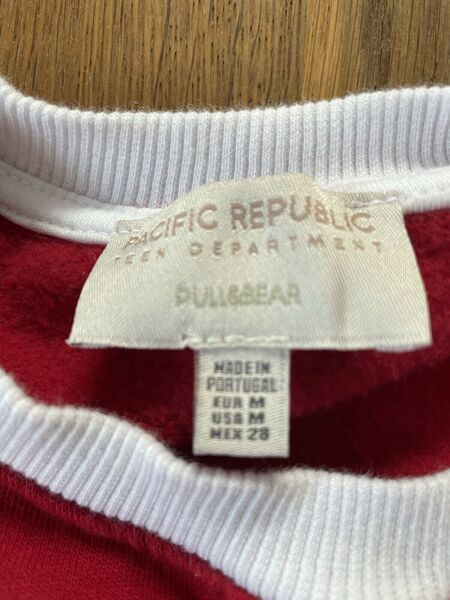 PACIFIC REPUBLIC
TEEN DEPARTMENT
PULL&BEAR
MADE IN
PORTUGAL
EUR M
USA M
MEX 28